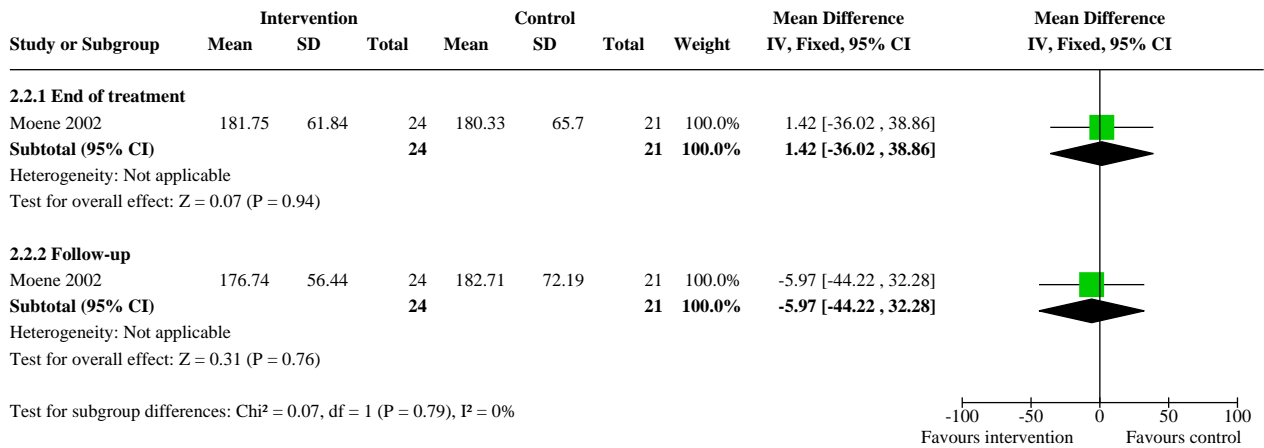 Intervention Control Mean Difference Mean Difference
Study or Subgroup Mean SD Total Mean SD Total Weight IV, Fixed, 95% CI IV, Fixed, 95% CI
2.2.1 End of treatment
Moene 2002 181.75 61.84 24 180.33 65.7 21 100.0% 1.42 [-36.02 , 38.86]
Subtotal (95% CI) 24 21 100.0% 1.42 [-36.02 , 38.86]
Heterogeneity: Not applicable
Test for overall effect: Z = 0.07 (P = 0.94)
2.2.2 Follow-up
Moene 2002 176.74 56.44 24 182.71 72.19 21 100.0% -5.97 [-44.22 , 32.28]
Subtotal (95% CI) 24 21 100.0% -5.97 [-44.22 , 32.28]
Heterogeneity: Not applicable
Test for overall effect: Z = 0.31 (P = 0.76)
Test for subgroup differences: Chi² = 0.07, df = 1 (P = 0.79), I² = 0%
-100 -50 0 50 100
Favours intervention Favours control